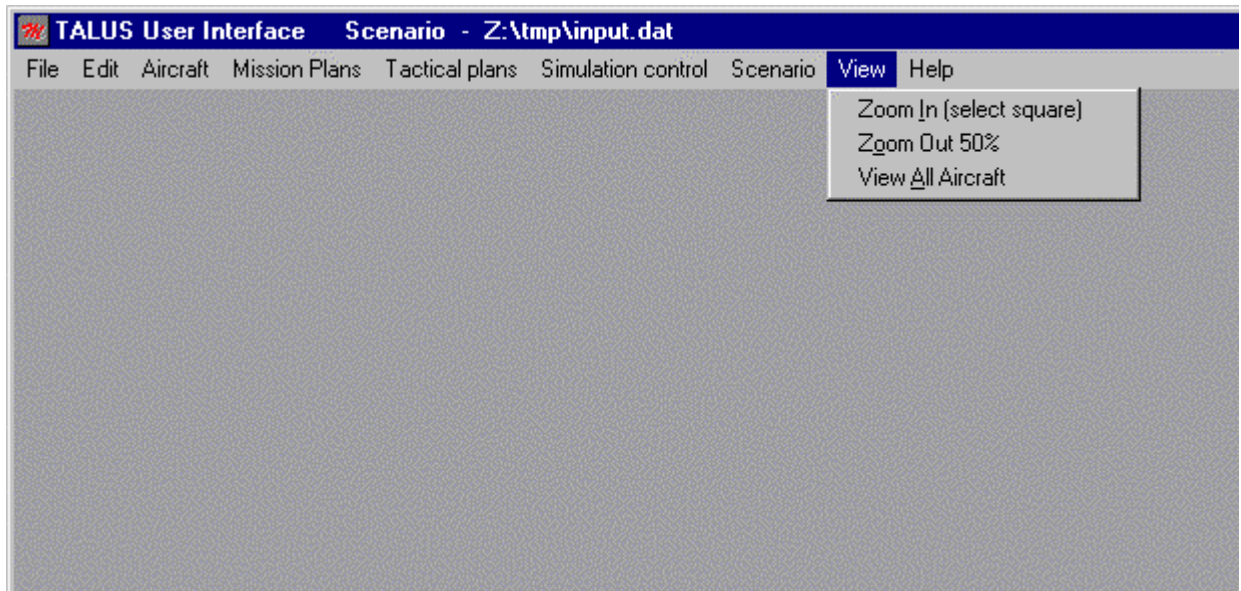 TALUS User Interface Scenario - Z:\tmp\input.dat
File Edit Aircraft Mission Plans Tactical plans Simulation control Scenario View Help
Zoom In (select square)
Zoom Out 50%
View All Aircraft